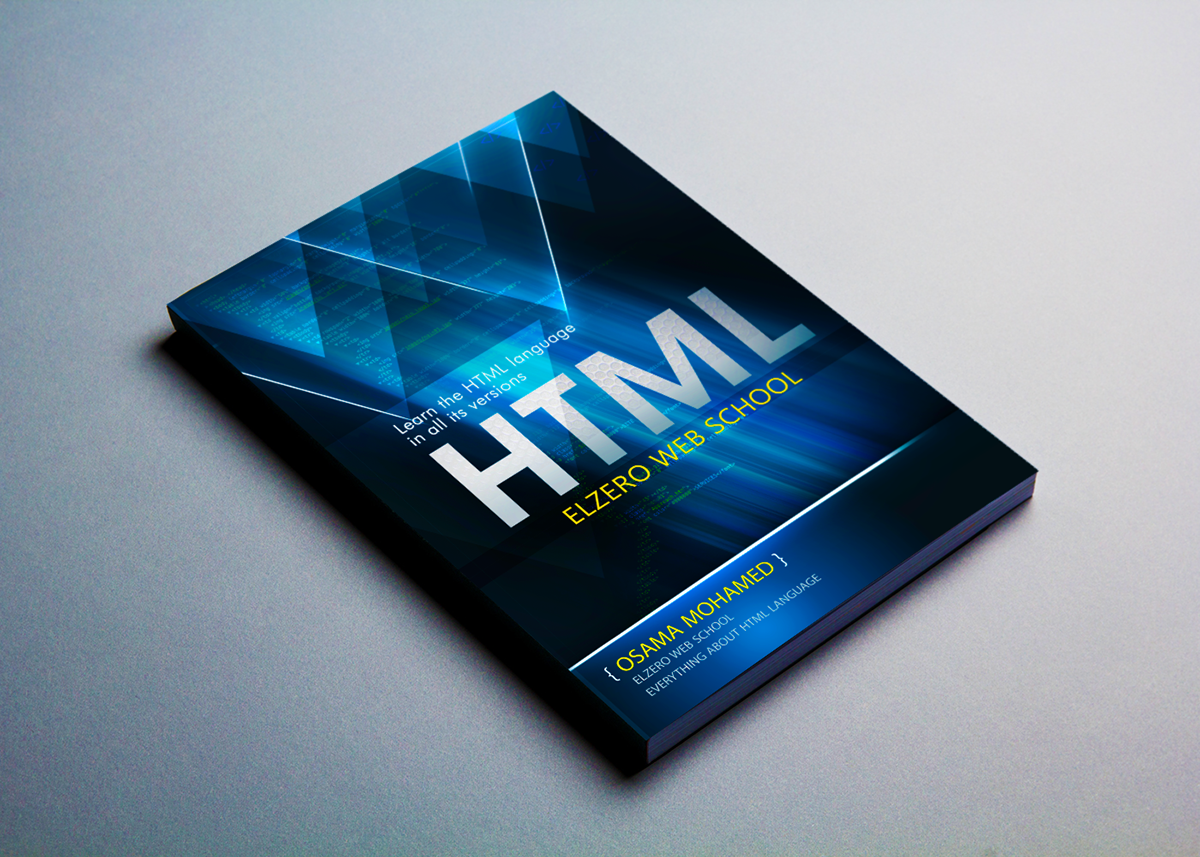 Learn the HTML language
in all its versions
HTML
ELZERO WEB SCHOOL
{ OSAMA MOHAMED }
ELZERO WEB SCHOOL
EVERYTHING ABOUT HTML LANGUAGE